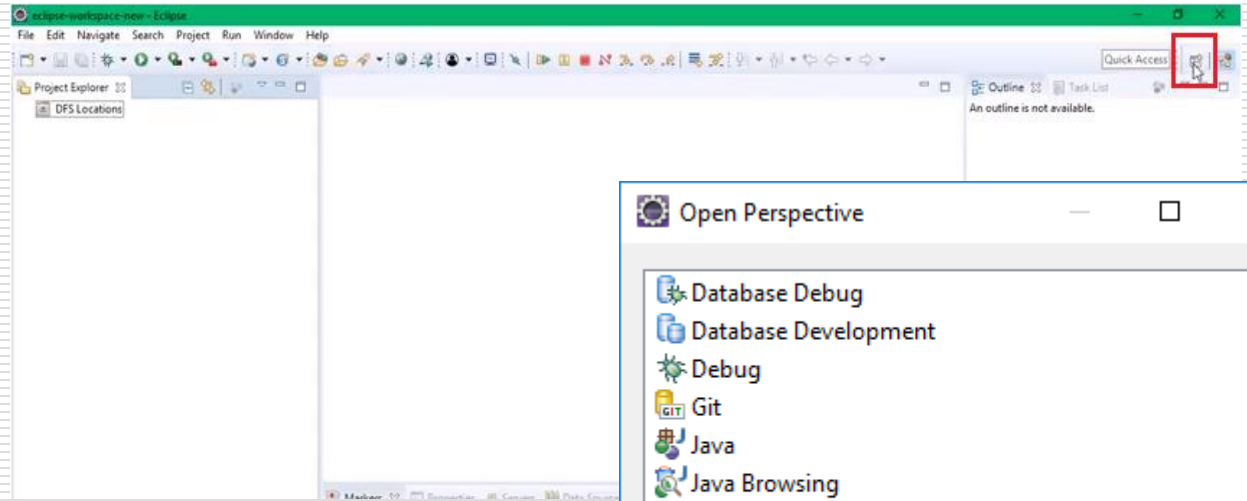 eclipse-workspace-new - Eclipse
File Edit Navigate Search Project Run Window Help
Quick Access
Project Explorer
Outline Task List
DFS Locations
An outline is not available.
Open Perspective
Database Debug
Database Development
Debug
GIT Git
Java
Java Browsing
Markers Properties Servers Data Source